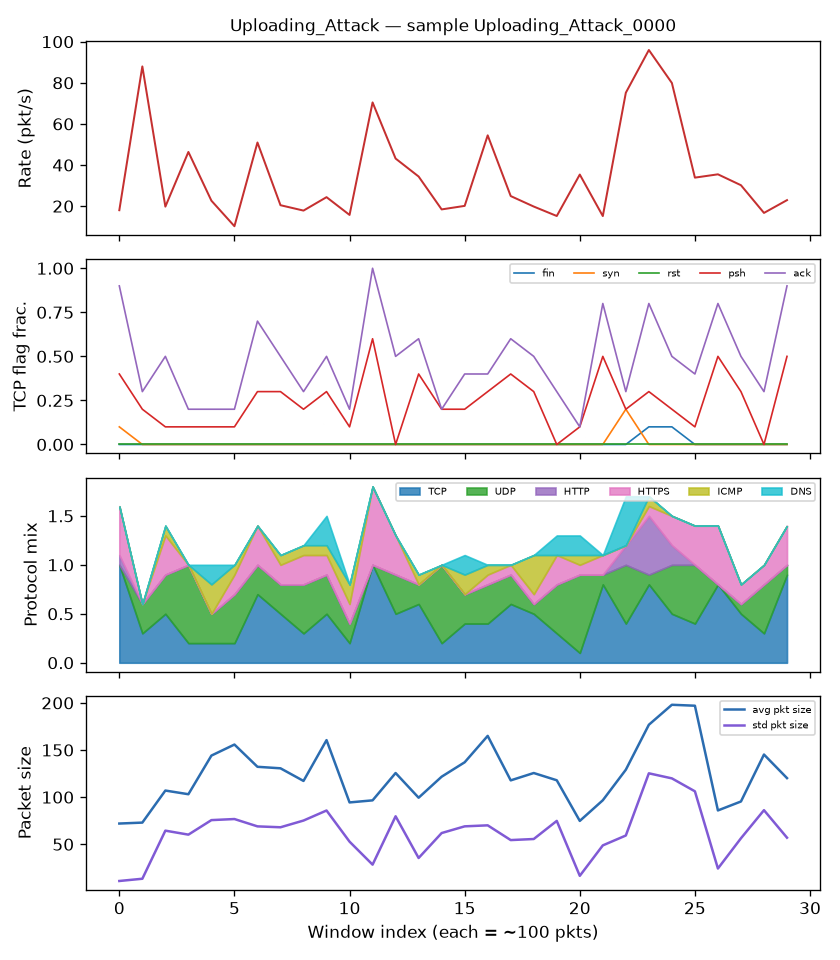 Uploading_Attack — sample Uploading_Attack_0000
100
80
60
40
20
Rate (pkt/s)
fin syn rst psh ack
1.00
0.75
0.50
0.25
0.00
TCP flag frac.
TCP UDP HTTP HTTPS ICMP DNS
1.5
1.0
0.5
0.0
Protocol mix
avg pkt size
std pkt size
200
150
100
50
Packet size
0 5 10 15 20 25 30
Window index (each = ~100 pkts)